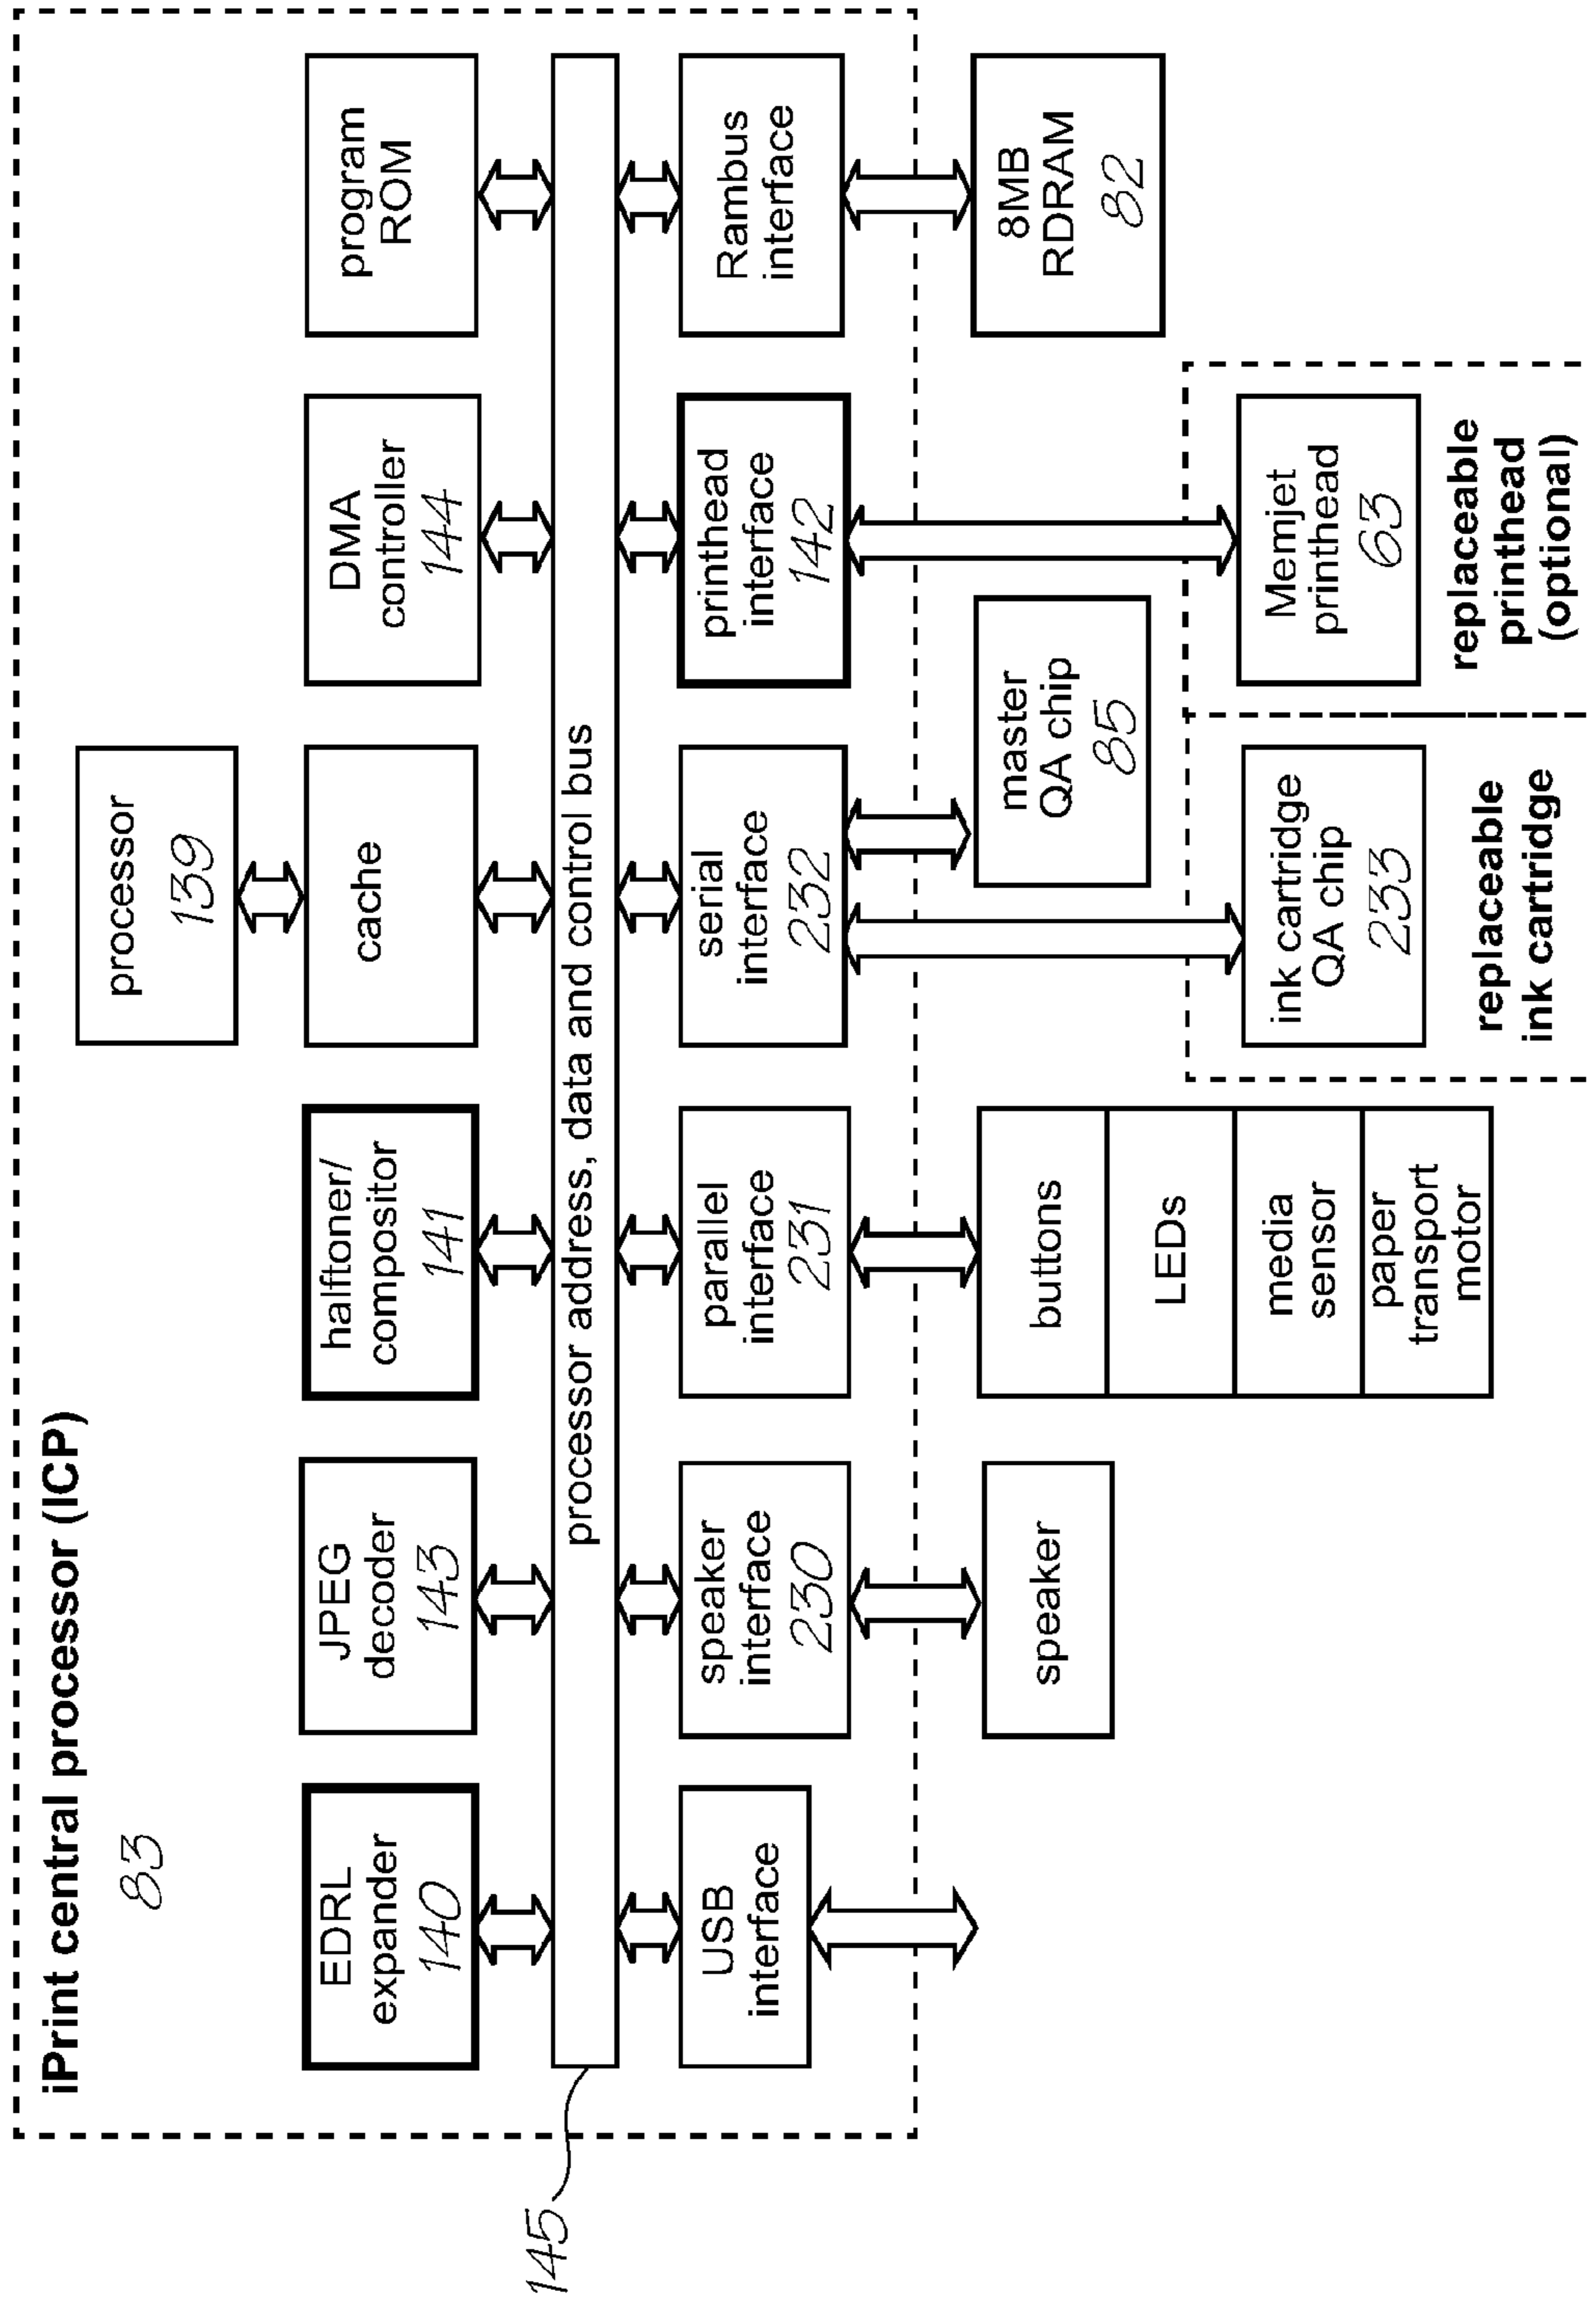 iPrint central processor (ICP)
83
processor
139
EDRL
expander
140
JPEG
decoder
143
halftoner/
compositor
141
cache
DMA
controller
144
program
ROM
145
processor address, data and control bus
USB
interface
speaker
interface
230
parallel
interface
231
serial
interface
232
printhead
interface
142
Rambus
interface
speaker
buttons
LEDs
media
sensor
paper
transport
motor
master
QA chip
85
8MB
RDRAM
82
ink cartridge
QA chip
233
replaceable
ink cartridge
Memjet
printhead
63
replaceable
printhead
(optional)